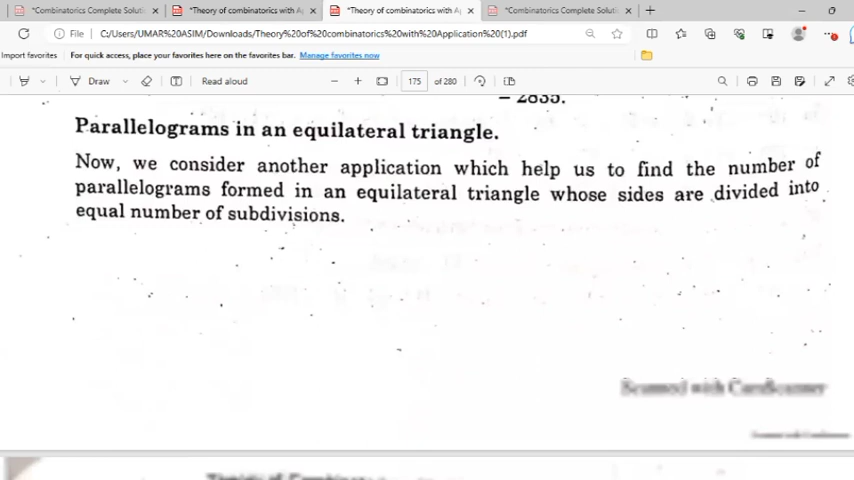 *Combinatorics Complete Soluti
*Theory of combinatorics with A
*Theory of combinatorics with A
*Combinatorics Complete Soluti
File
C:/Users/UMAR%20ASIM/Downloads/Theory%20of%20combinatorics%20with%20Application%20(1).pdf
Import favorites
For quick access, place your favorites here on the favorites bar. Manage favorites now
Draw
Read aloud
175 of 280
= 2835.
Parallelograms in an equilateral triangle.
Now, we consider another application which help us to find the number of
parallelograms formed in an equilateral triangle whose sides are divided into
equal number of subdivisions.
Scanned with CamScanner